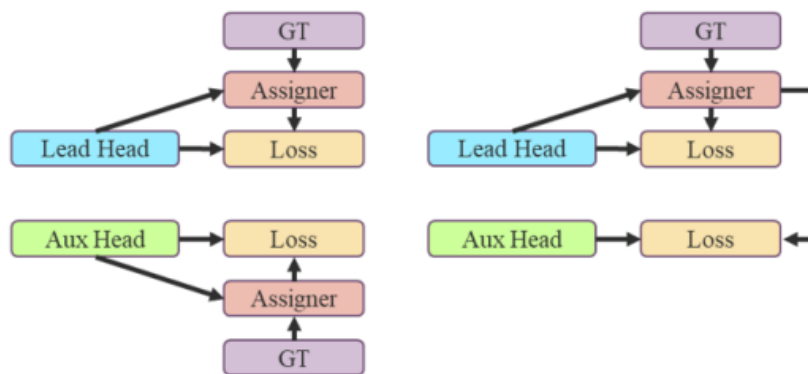 GT
Assigner
Lead Head
Loss
Aux Head
Loss
Assigner
GT
GT
Assigner
Lead Head
Loss
Aux Head
Loss